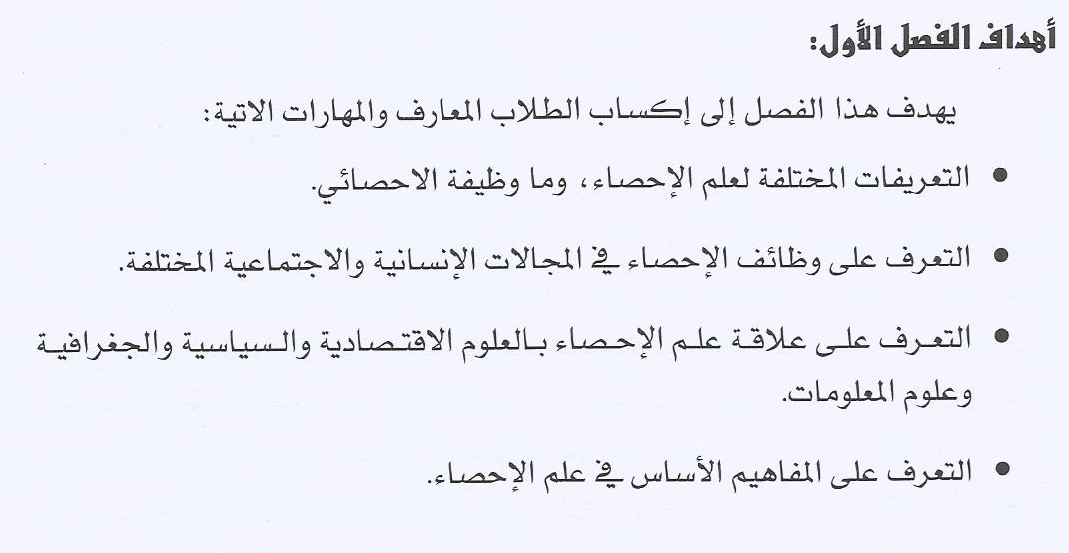 أهداف الفصل الأول:
يهدف هذا الفصل إلى إكساب الطلاب المعارف والمهارات الاتية:
• التعريفات المختلفة لعلم الإحصاء، وما وظيفة الاحصائي.
• التعرف على وظائف الإحصاء في المجالات الإنسانية والاجتماعية المختلفة.
• التعرف على علاقة علم الإحصاء بالعلوم الاقتصادية والسياسية والجغرافية
وعلوم المعلومات.
• التعرف على المفاهيم الأساس في علم الإحصاء.